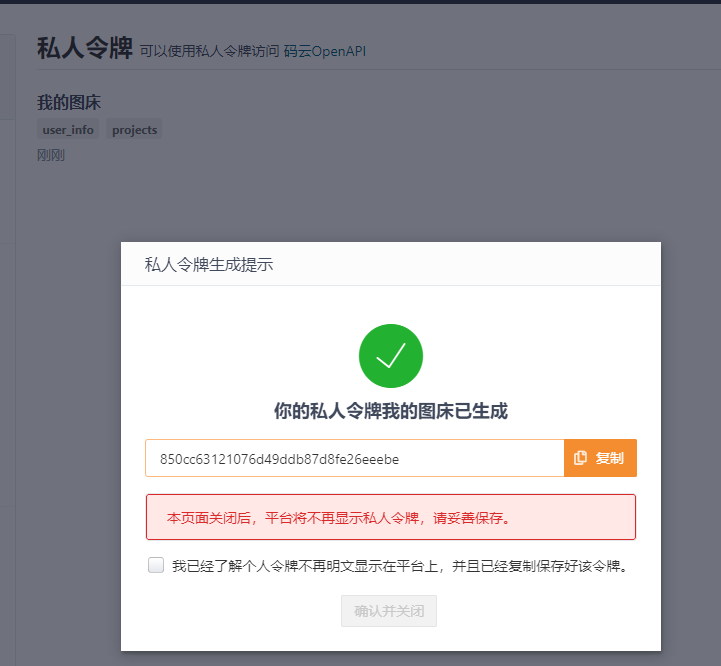 私人令牌 可以使用私人令牌访问 码云OpenAPI
我的图床
user_info projects
刚刚
私人令牌生成提示
你的私人令牌我的图床已生成
850cc63121076d49ddb87d8fe26eeebe 复制
本页面关闭后，平台将不再显示私人令牌，请妥善保存。
我已经了解个人令牌不再明文显示在平台上，并且已经复制保存好该令牌。
确认并关闭